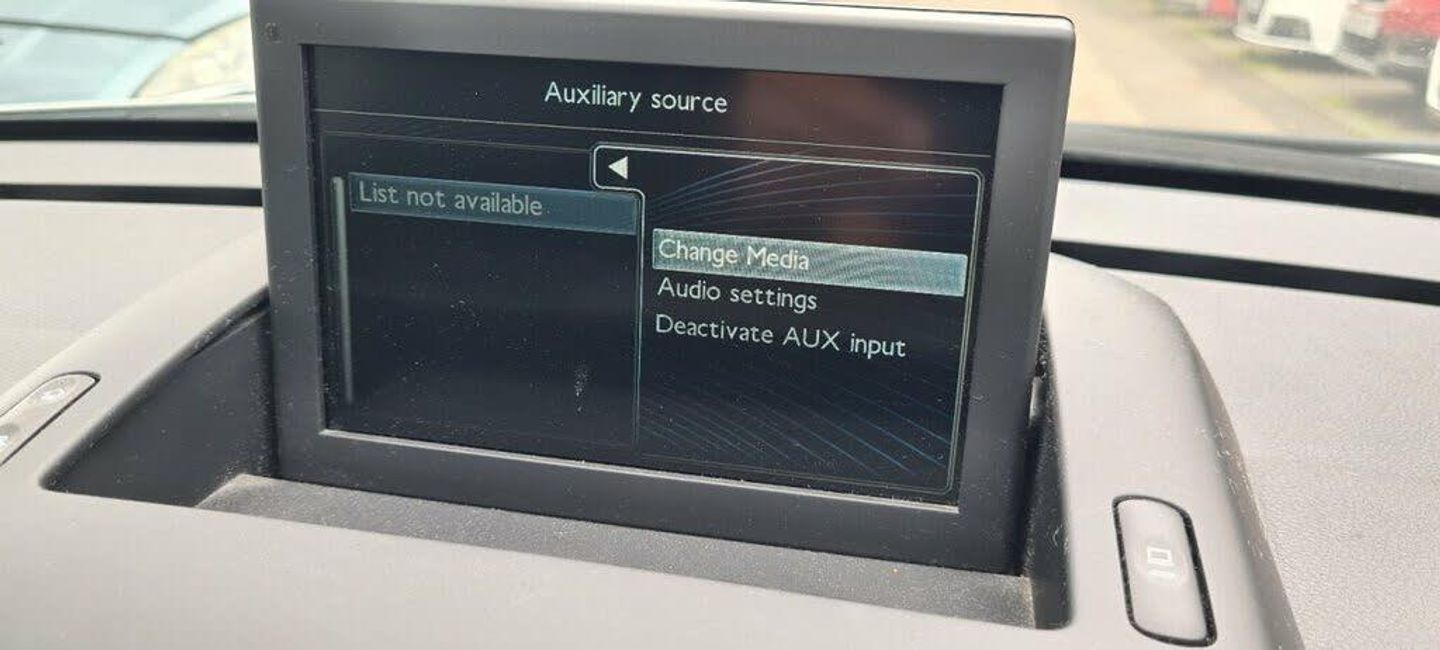 Auxiliary source
List not available
Change Media
Audio settings
Deactivate AUX input